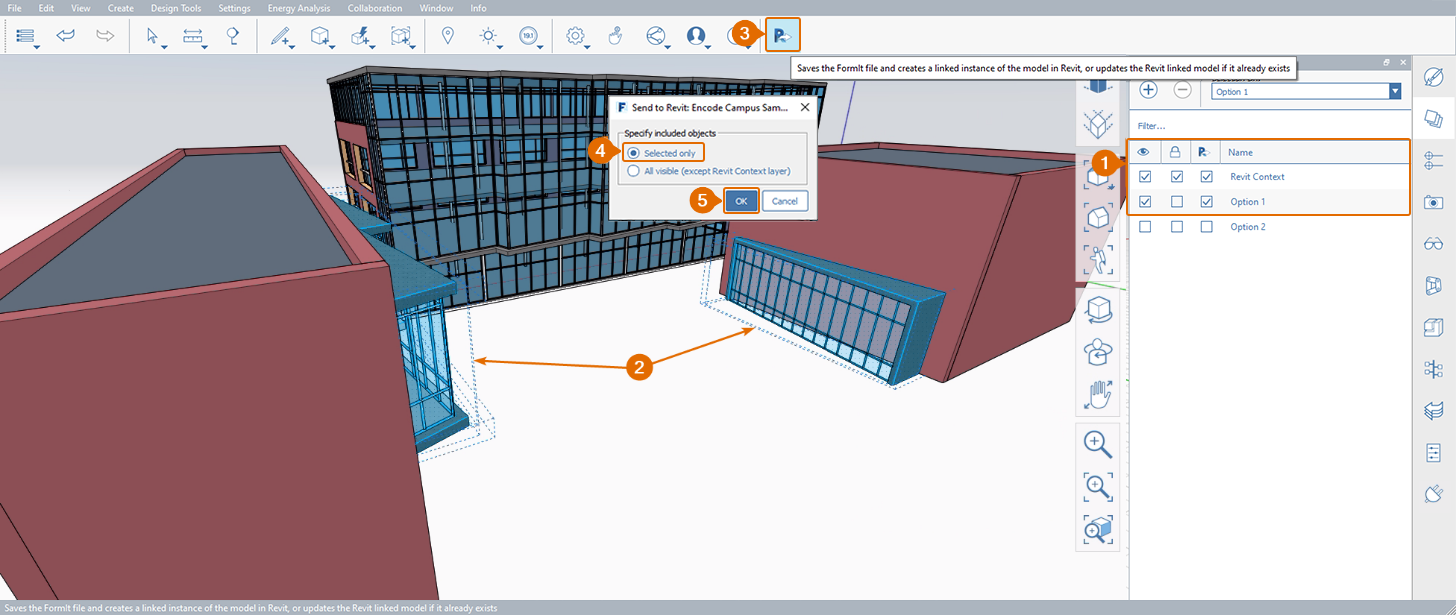 File Edit View Create Design Tools Settings Energy Analysis Collaboration Window Info
19.1
3
Saves the FormIt file and creates a linked instance of the model in Revit, or updates the Revit linked model if it already exists
Option 1
Filter...
Name
Revit Context
Option 1
Option 2
1
F Send to Revit: Encode Campus Sam...
Specify included objects
4
Selected only
All visible (except Revit Context layer)
5
OK Cancel
2
Saves the FormIt file and creates a linked instance of the model in Revit, or updates the Revit linked model if it already exists